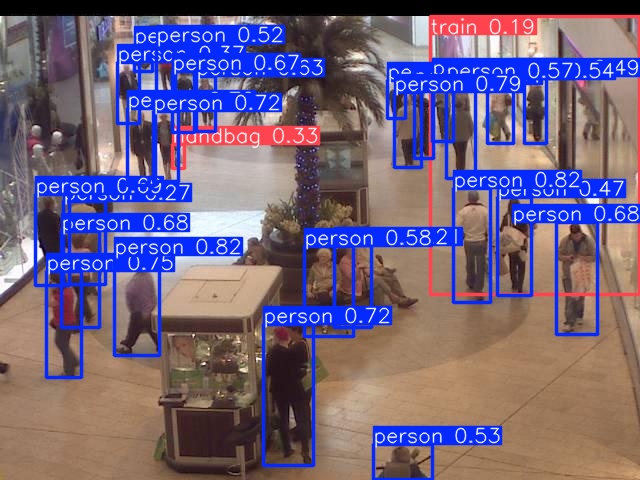 person 0.52
train 0.19
person 0.67
person 0.57
person 0.79
person 0.72
handbag 0.33
person 0.82
person 0.47
person 0.69
person 0.68
person 0.68
person 0.58
person 0.82
person 0.75
person 0.72
person 0.53